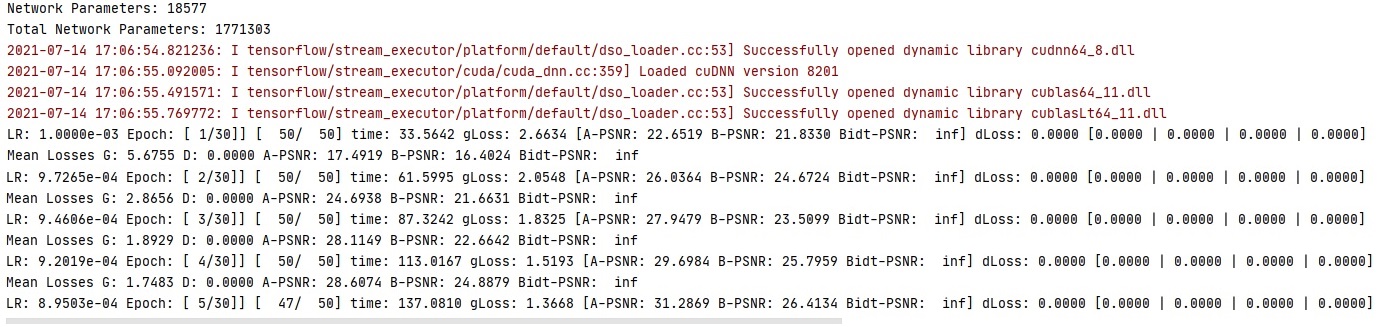 Network Parameters: 18577
Total Network Parameters: 1771303
2021-07-14 17:06:54.821236: I tensorflow/stream_executor/platform/default/dso_loader.cc:53] Successfully opened dynamic library cudnn64_8.dll
2021-07-14 17:06:55.092005: I tensorflow/stream_executor/cuda/cuda_dnn.cc:359] Loaded cuDNN version 8201
2021-07-14 17:06:55.491571: I tensorflow/stream_executor/platform/default/dso_loader.cc:53] Successfully opened dynamic library cublas64_11.dll
2021-07-14 17:06:55.769772: I tensorflow/stream_executor/platform/default/dso_loader.cc:53] Successfully opened dynamic library cublasLt64_11.dll
LR: 1.0000e-03 Epoch: [ 1/30]] [  50/  50] time: 33.5642 gLoss: 2.6634 [A-PSNR: 22.6519 B-PSNR: 21.8330 Bidt-PSNR:  inf] dLoss: 0.0000 [0.0000 | 0.0000 | 0.0000 | 0.0000]
Mean Losses G: 5.6755 D: 0.0000 A-PSNR: 17.4919 B-PSNR: 16.4024 Bidt-PSNR:  inf
LR: 9.7265e-04 Epoch: [ 2/30]] [  50/  50] time: 61.5995 gLoss: 2.0548 [A-PSNR: 26.0364 B-PSNR: 24.6724 Bidt-PSNR:  inf] dLoss: 0.0000 [0.0000 | 0.0000 | 0.0000 | 0.0000]
Mean Losses G: 2.8656 D: 0.0000 A-PSNR: 24.6938 B-PSNR: 21.6631 Bidt-PSNR:  inf
LR: 9.4606e-04 Epoch: [ 3/30]] [  50/  50] time: 87.3242 gLoss: 1.8325 [A-PSNR: 27.9479 B-PSNR: 23.5099 Bidt-PSNR:  inf] dLoss: 0.0000 [0.0000 | 0.0000 | 0.0000 | 0.0000]
Mean Losses G: 1.8929 D: 0.0000 A-PSNR: 28.1149 B-PSNR: 22.6642 Bidt-PSNR:  inf
LR: 9.2019e-04 Epoch: [ 4/30]] [  50/  50] time: 113.0167 gLoss: 1.5193 [A-PSNR: 29.6984 B-PSNR: 25.7959 Bidt-PSNR:  inf] dLoss: 0.0000 [0.0000 | 0.0000 | 0.0000 | 0.0000]
Mean Losses G: 1.7483 D: 0.0000 A-PSNR: 28.6074 B-PSNR: 24.8879 Bidt-PSNR:  inf
LR: 8.9503e-04 Epoch: [ 5/30]] [  47/  50] time: 137.0810 gLoss: 1.3668 [A-PSNR: 31.2869 B-PSNR: 26.4134 Bidt-PSNR:  inf] dLoss: 0.0000 [0.0000 | 0.0000 | 0.0000 | 0.0000]